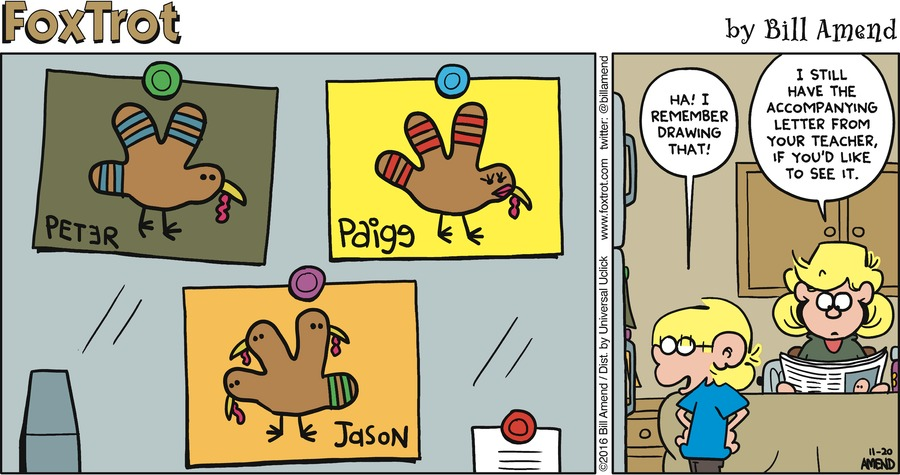 FoxTrot
by Bill Amend
PETER
Paige
JASON
©2016 Bill Amend / Dist. by Universal Uclick www.foxtrot.com twitter: @billamend
HA! I
REMEMBER
DRAWING
THAT!
I STILL
HAVE THE
ACCOMPANYING
LETTER FROM
YOUR TEACHER,
IF YOU'D LIKE
TO SEE IT.
11-20
AMEND